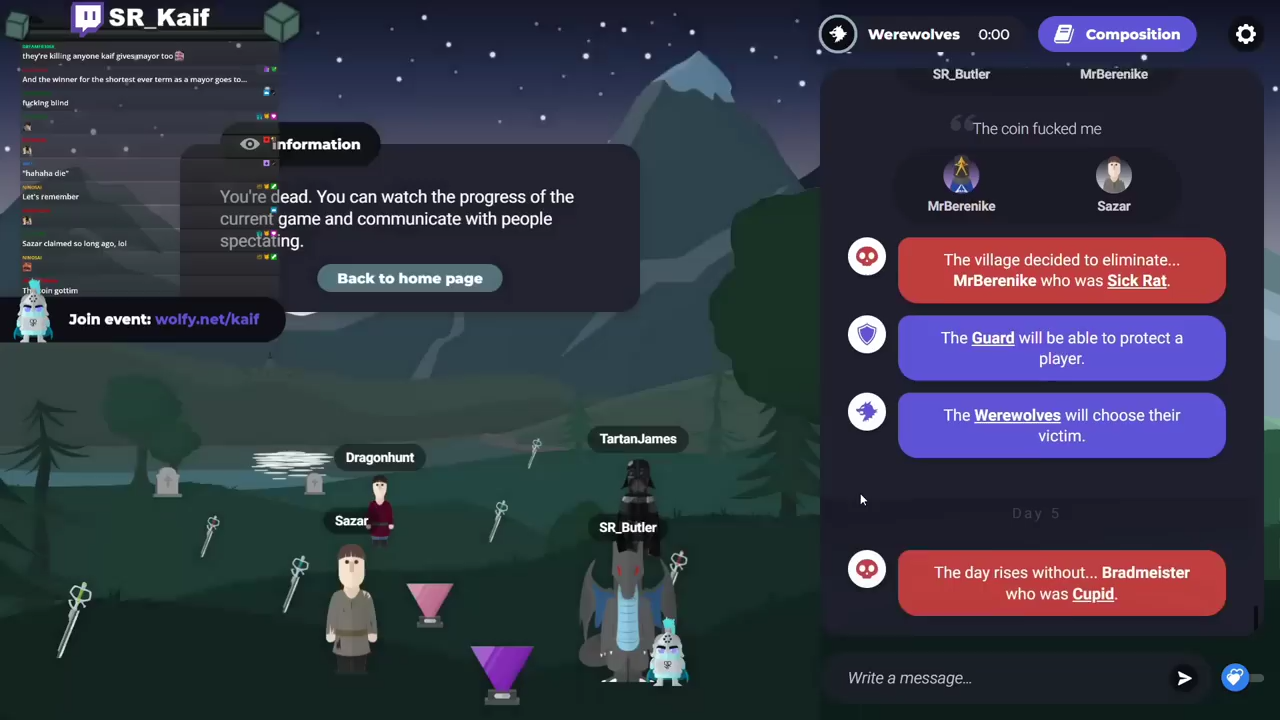 SR_Kaif
they're killing anyone kaif gives mayor too
And the winner for the shortest ever term as a mayor goes to...
fucking blind
"hahaha die"
Let's remember
Sazar claimed so long ago, lol
The coin gottim
Join event: wolfy.net/kaif
Information
You're dead. You can watch the progress of the
current game and communicate with people
spectating.
Back to home page
Dragonhunt
TartanJames
Sazar
SR_Butler
Werewolves 0:00
Composition
SR_Butler MrBerenike
The coin fucked me
MrBerenike Sazar
The village decided to eliminate...
MrBerenike who was Sick Rat.
The Guard will be able to protect a
player.
The Werewolves will choose their
victim.
Day 5
The day rises without... Bradmeister
who was Cupid.
Write a message...